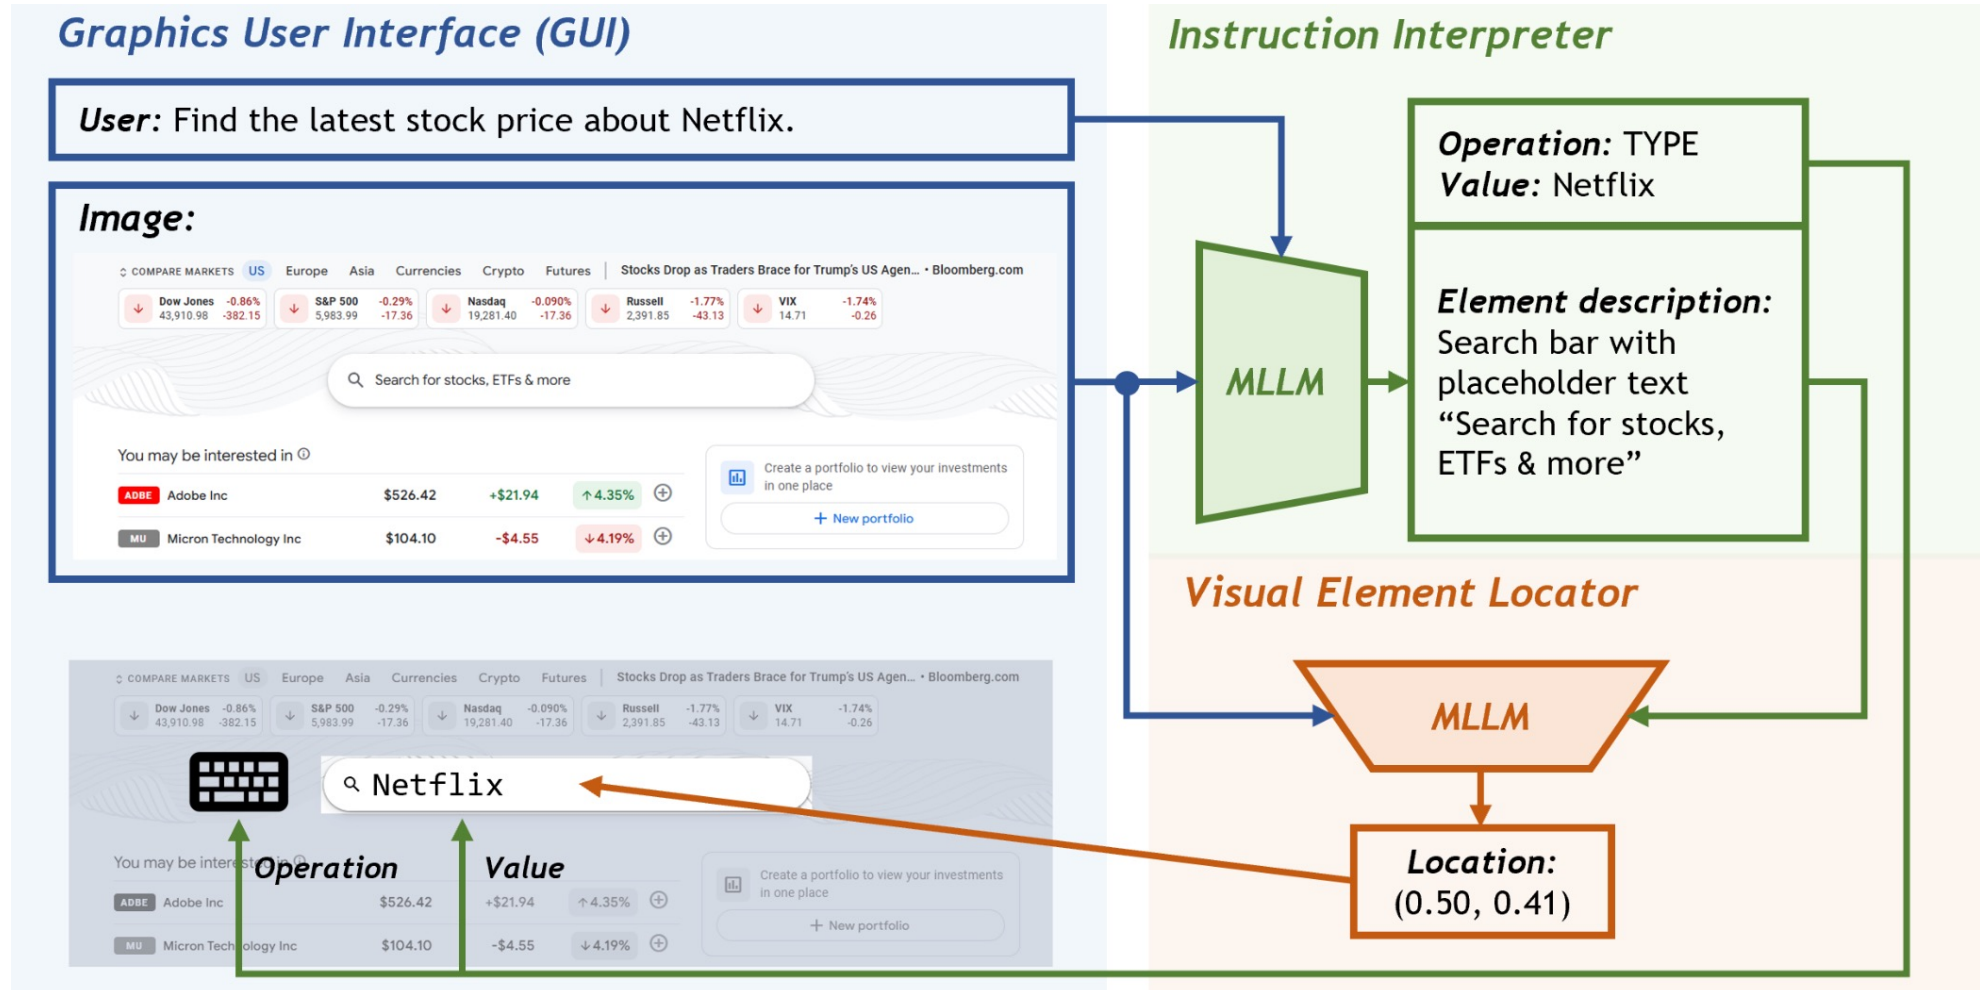 Graphics User Interface (GUI)
User: Find the latest stock price about Netflix.
Image:
COMPARE MARKETS US Europe Asia Currencies Crypto Futures | Stocks Drop as Traders Brace for Trump's US Agen... • Bloomberg.com
Dow Jones -0.86% S&P 500 -0.29% Nasdaq -0.090% Russell -1.77% VIX -1.74%
43,910.98 -382.15 5,983.99 -17.36 19,281.40 -17.36 2,391.85 -43.13 14.71 -0.26
Search for stocks, ETFs & more
You may be interested in
ADBE Adobe Inc $526.42 +$21.94 ↑4.35%
MU Micron Technology Inc $104.10 -$4.55 ↓4.19%
Create a portfolio to view your investments
in one place
+ New portfolio
Instruction Interpreter
MLLM
Operation: TYPE
Value: Netflix
Element description:
Search bar with
placeholder text
“Search for stocks,
ETFs & more”
Visual Element Locator
MLLM
Location:
(0.50, 0.41)
COMPARE MARKETS US Europe Asia Currencies Crypto Futures | Stocks Drop as Traders Brace for Trump's US Agen... • Bloomberg.com
Dow Jones -0.86% S&P 500 -0.29% Nasdaq -0.090% Russell -1.77% VIX -1.74%
43,910.98 -382.15 5,983.99 -17.36 19,281.40 -17.36 2,391.85 -43.13 14.71 -0.26
Netflix
You may be interested in
Operation
Value
ADBE Adobe Inc $526.42 +$21.94 ↑4.35%
MU Micron Technology Inc $104.10 -$4.55 ↓4.19%
Create a portfolio to view your investments
in one place
+ New portfolio